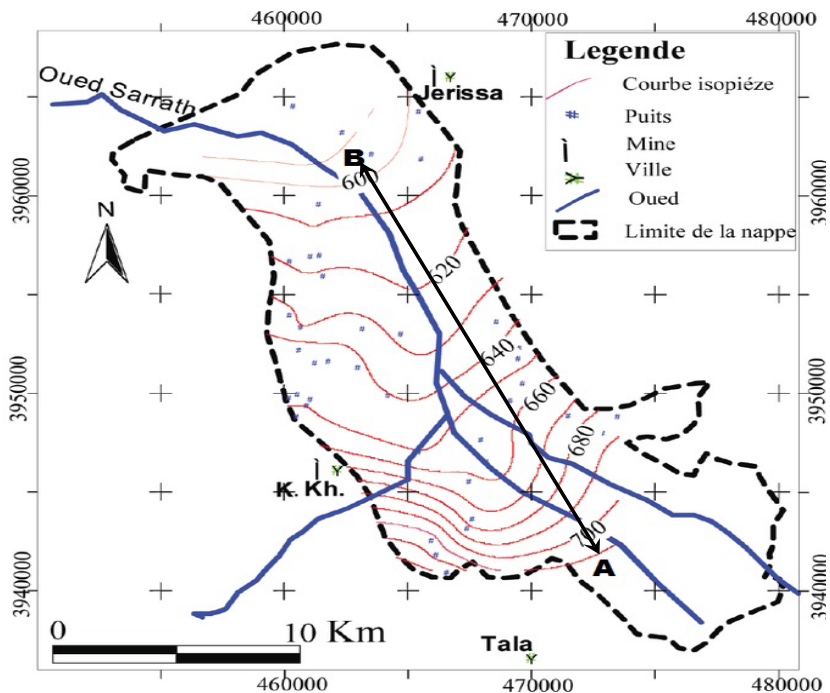 460000
470000
480000
Legende
Courbe isopiéze
Puits
Mine
Ville
Oued
Limite de la nappe
Oued Sarrath
Jerissa
B
600
3960000
3960000
N
620
640
3950000
3950000
660
680
K. Kh.
700
A
3940000
3940000
0
10 Km
Tala
460000
470000
480000